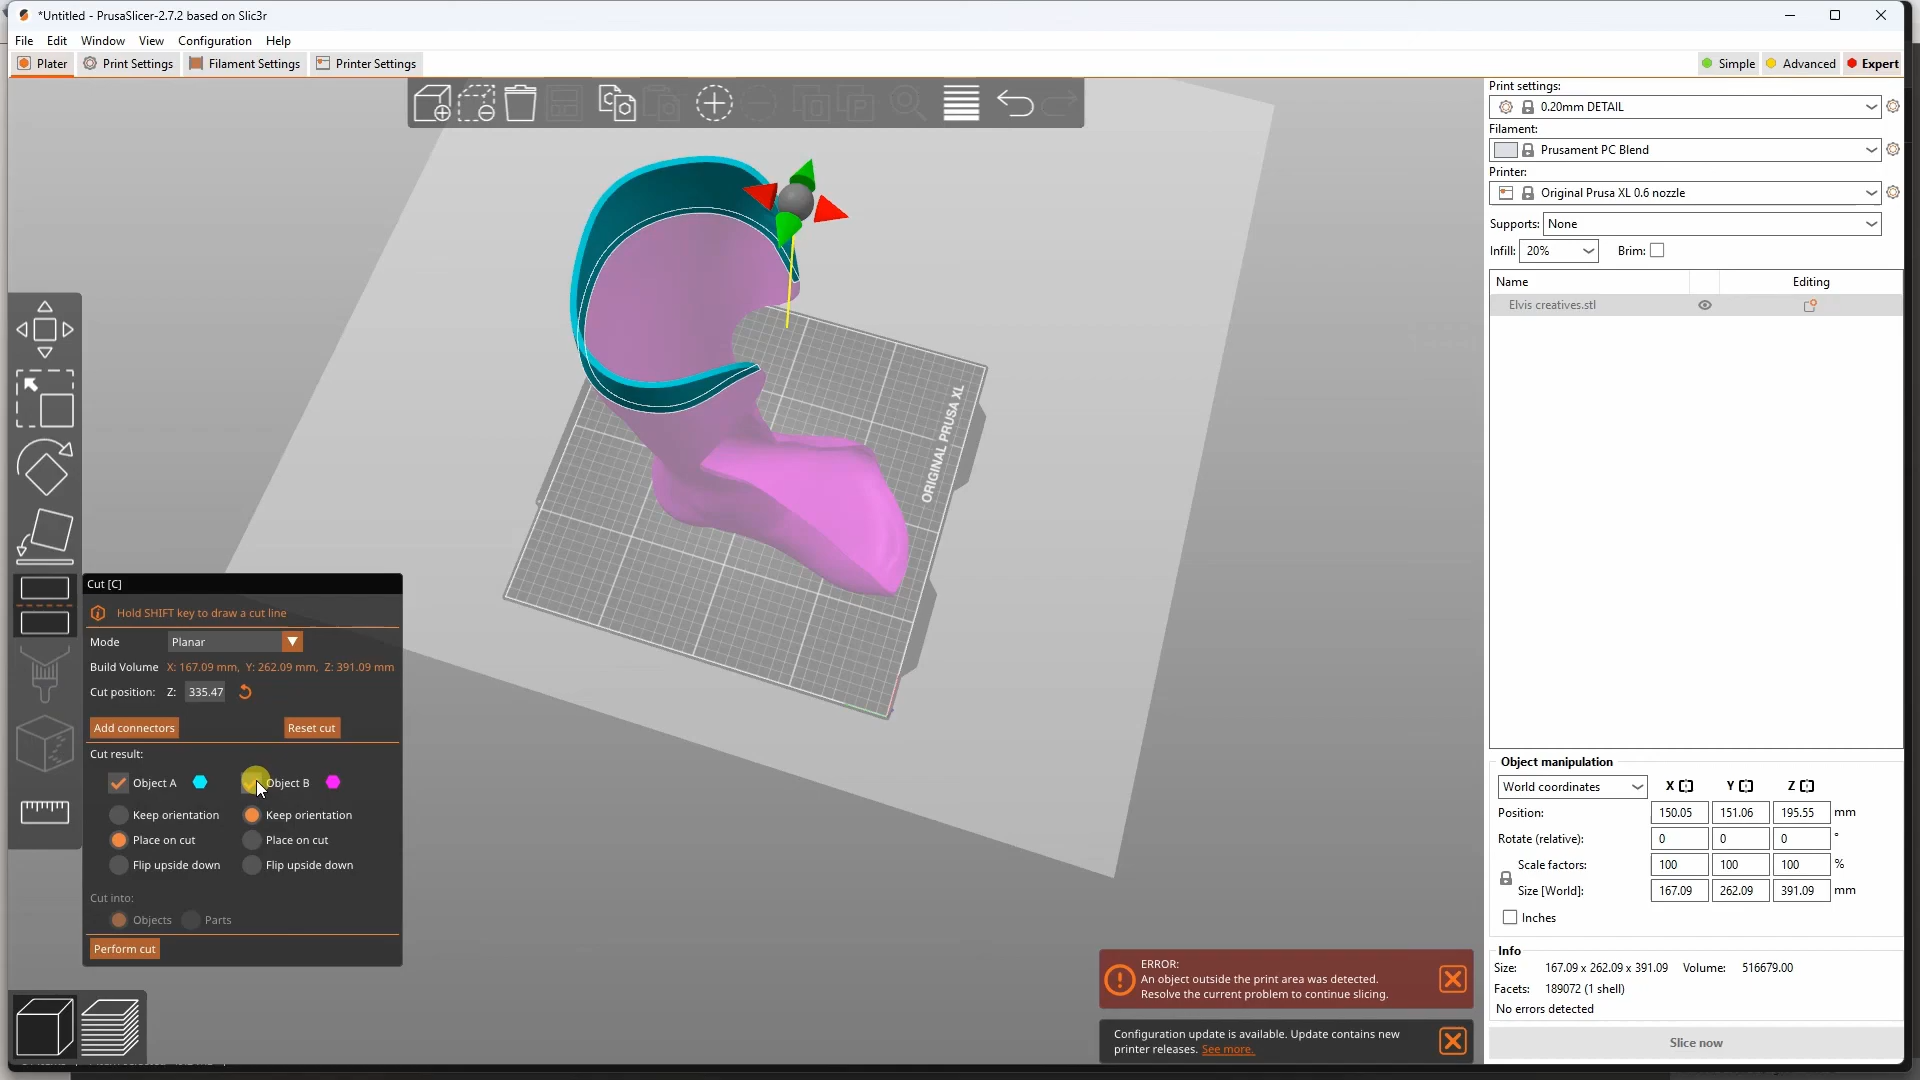 *Untitled - PrusaSlicer-2.7.2 based on Slic3r
File Edit Window View Configuration Help
Plater Print Settings Filament Settings Printer Settings
Simple Advanced Expert
Print settings:
0.20mm DETAIL
Filament:
Prusament PC Blend
Printer:
Original Prusa XL 0.6 nozzle
Supports: None
Infill: 20% Brim:
Name Editing
Elvis creatives.stl
ORIGINAL PRUSA XL
Cut [C]
Hold SHIFT key to draw a cut line
Mode Planar
Build Volume X: 167.09 mm, Y: 262.09 mm, Z: 391.09 mm
Cut position: Z: 335.47
Add connectors Reset cut
Cut result:
Object A Object B
Keep orientation Keep orientation
Place on cut Place on cut
Flip upside down Flip upside down
Cut into:
Objects Parts
Perform cut
ERROR:
An object outside the print area was detected.
Resolve the current problem to continue slicing.
Configuration update is available. Update contains new
printer releases. See more.
Object manipulation
World coordinates X Y Z
Position: 150.05 151.06 195.55 mm
Rotate (relative): 0 0 0 °
Scale factors: 100 100 100 %
Size [World]: 167.09 262.09 391.09 mm
Inches
Info
Size: 167.09 x 262.09 x 391.09 Volume: 516679.00
Facets: 189072 (1 shell)
No errors detected
Slice now